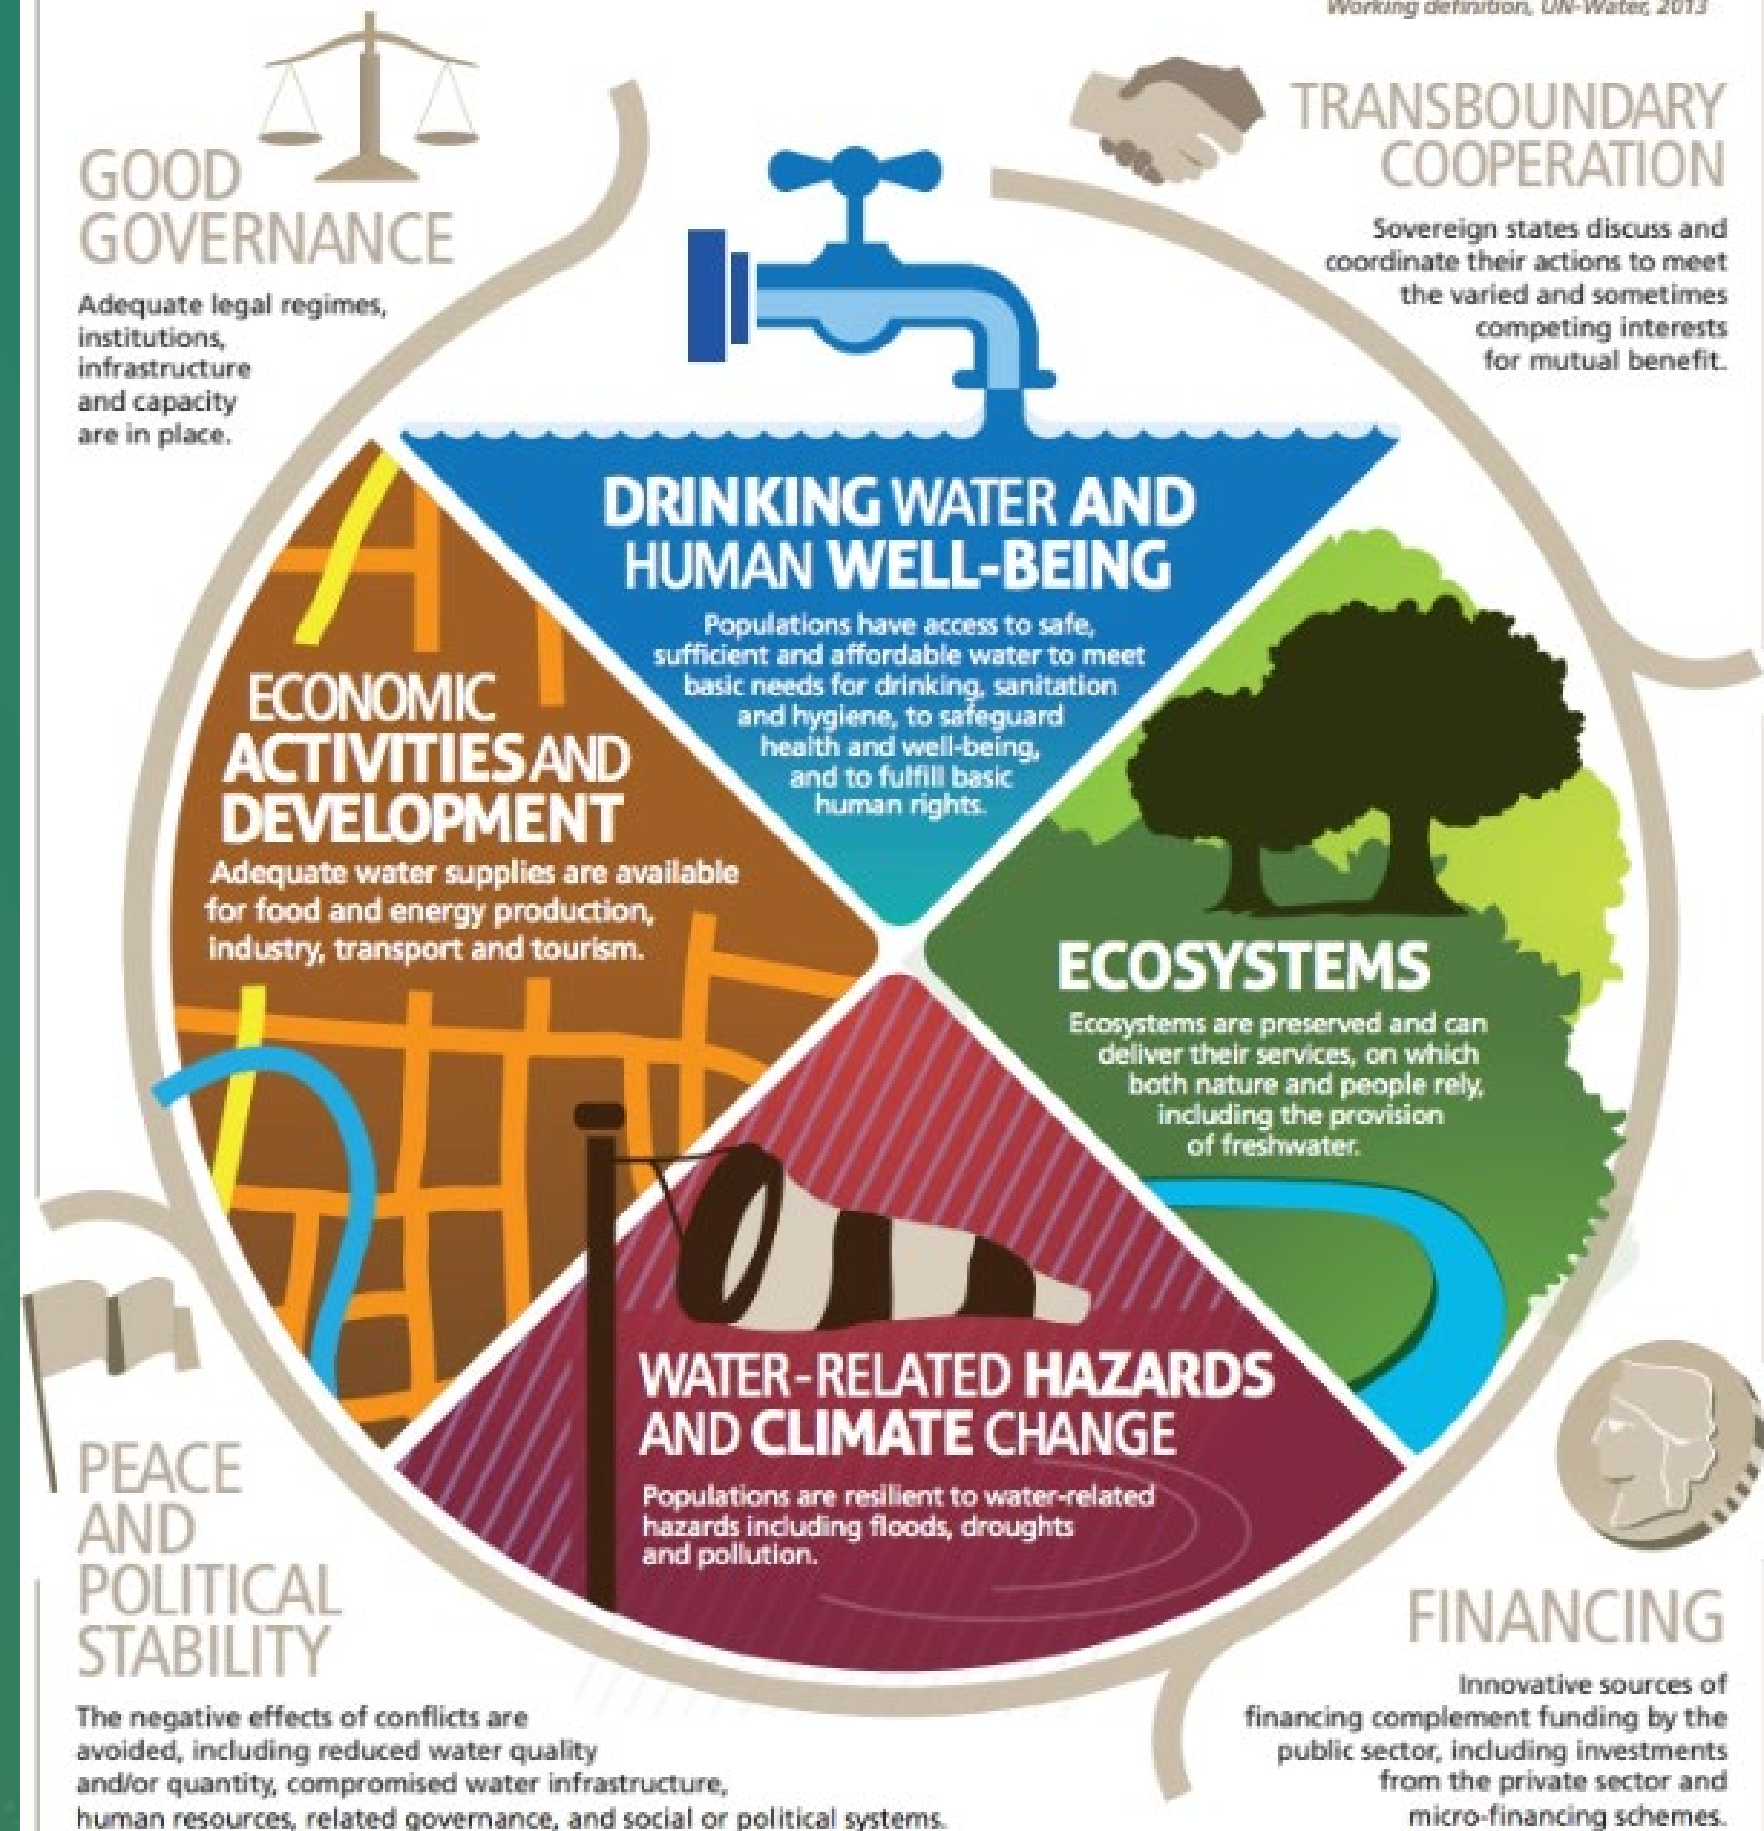 Working definition, UN-Water, 2013
GOOD
GOVERNANCE
Adequate legal regimes,
institutions,
infrastructure
and capacity
are in place.
TRANSBOUNDARY
COOPERATION
Sovereign states discuss and
coordinate their actions to meet
the varied and sometimes
competing interests
for mutual benefit.
DRINKING WATER AND
HUMAN WELL-BEING
Populations have access to safe,
sufficient and affordable water to meet
basic needs for drinking, sanitation
and hygiene, to safeguard
health and well-being,
and to fulfill basic
human rights.
ECONOMIC
ACTIVITIES AND
DEVELOPMENT
Adequate water supplies are available
for food and energy production,
industry, transport and tourism.
ECOSYSTEMS
Ecosystems are preserved and can
deliver their services, on which
both nature and people rely,
including the provision
of freshwater.
WATER-RELATED HAZARDS
AND CLIMATE CHANGE
Populations are resilient to water-related
hazards including floods, droughts
and pollution.
PEACE
AND
POLITICAL
STABILITY
The negative effects of conflicts are
avoided, including reduced water quality
and/or quantity, compromised water infrastructure,
human resources, related governance, and social or political systems.
FINANCING
Innovative sources of
financing complement funding by the
public sector, including investments
from the private sector and
micro-financing schemes.